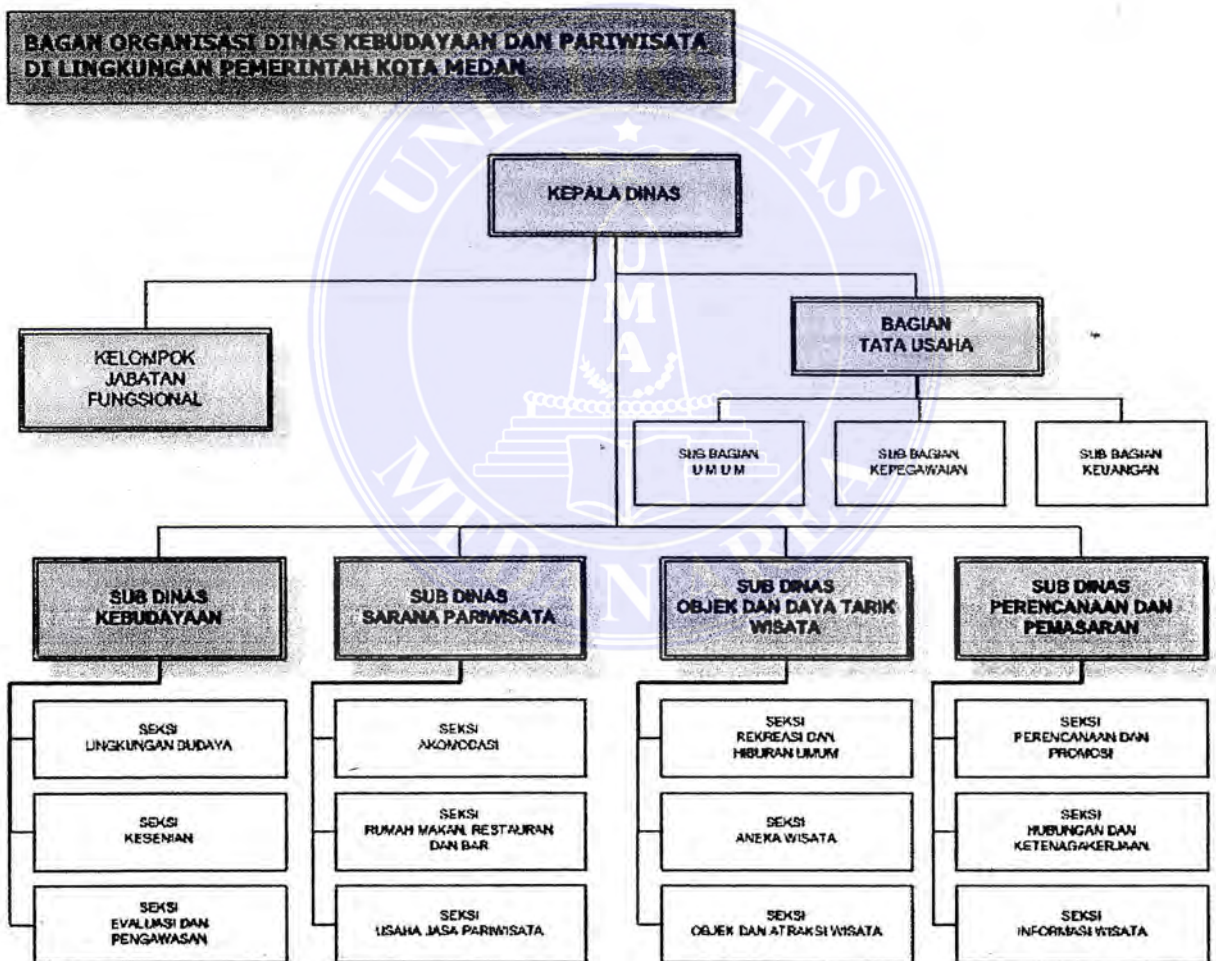 BAGAN ORGANISASI DINAS KEBUDAYAAN DAN PARIWISATA
DI LINGKUNGAN PEMERINTAH KOTA MEDAN
UNIVERSITAS
MEDAN AREA
UMA
KEPALA DINAS
KELOMPOK
JABATAN
FUNGSIONAL
BAGIAN
TATA USAHA
SUB BAGIAN
U M U M
SUB BAGIAN
KEPEGAWAIAN
SUB BAGIAN
KEUANGAN
SUB DINAS
KEBUDAYAAN
SUB DINAS
SARANA PARIWISATA
SUB DINAS
OBJEK DAN DAYA TARIK
WISATA
SUB DINAS
PERENCANAAN DAN
PEMASARAN
SEKSI
LINGKUNGAN BUDAYA
SEKSI
KESENIAN
SEKSI
EVALUASI DAN
PENGAWASAN
SEKSI
AKOMODASI
SEKSI
RUMAH MAKAN, RESTAURAN
DAN BAR
SEKSI
USAHA JASA PARIWISATA
SEKSI
REKREASI DAN
HIBURAN UMUM
SEKSI
ANEKA WISATA
SEKSI
OBJEK DAN ATRAKSI WISATA
SEKSI
PERENCANAAN DAN
PROMOSI
SEKSI
HUBUNGAN DAN
KETENAGAKERJAAN
SEKSI
INFORMASI WISATA